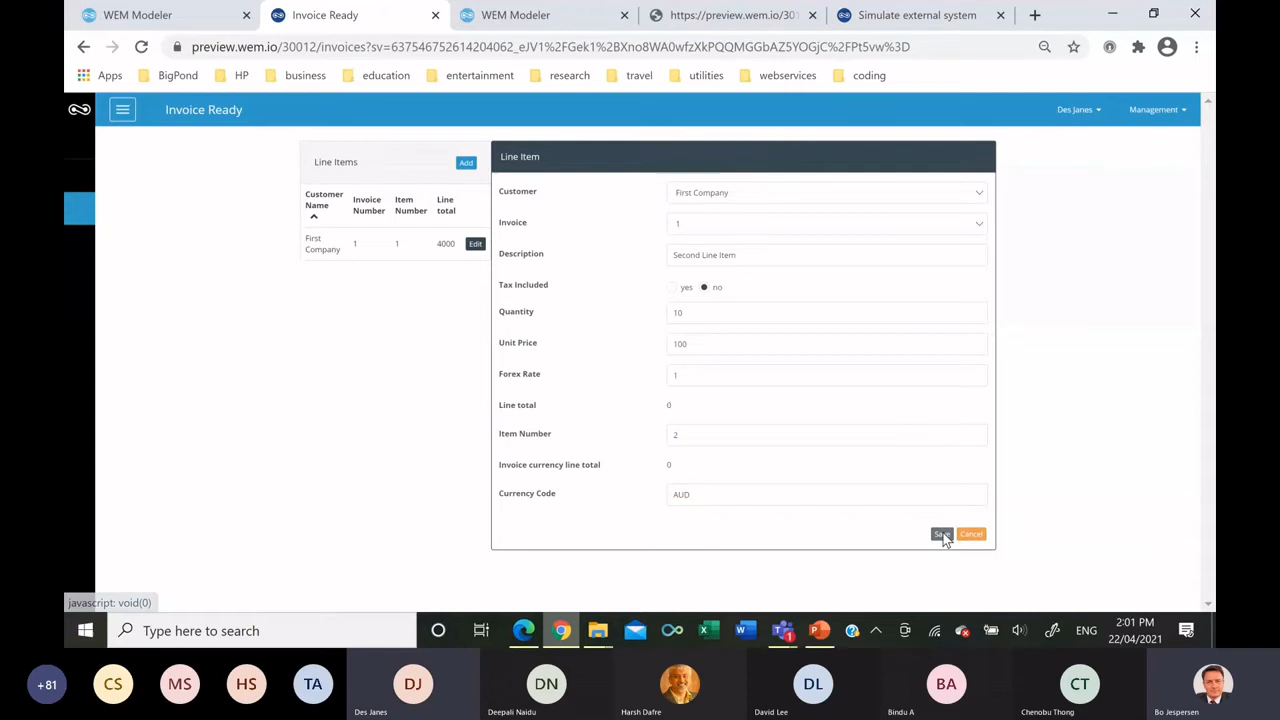 WEM Modeler
Invoice Ready
WEM Modeler
https://preview.wem.io/301
Simulate external system
preview.wem.io/30012/invoices?sv=637546752614204062_eJV1%2FGek1%2BXno8WA0wfzXkPQQMGGbAZ5YOGjC%2FPt5vw%3D
Apps
BigPond
HP
business
education
entertainment
research
travel
utilities
webservices
coding
Invoice Ready
Des Janes
Management
Line Items
Add
Customer Name
Invoice Number
Item Number
Line total
First Company
1
1
4000
Edit
Line Item
Customer
First Company
Invoice
1
Description
Second Line Item
Tax Included
yes
no
Quantity
10
Unit Price
100
Forex Rate
1
Line total
0
Item Number
2
Invoice currency line total
0
Currency Code
AUD
Save
Cancel
javascript: void(0)
Type here to search
1
ENG
2:01 PM
22/04/2021
+81
CS
MS
HS
TA
DJ
Des Janes
DN
Deepali Naidu
Harsh Dafre
DL
David Lee
BA
Bindu A
CT
Chenobu Thong
Bo Jespersen